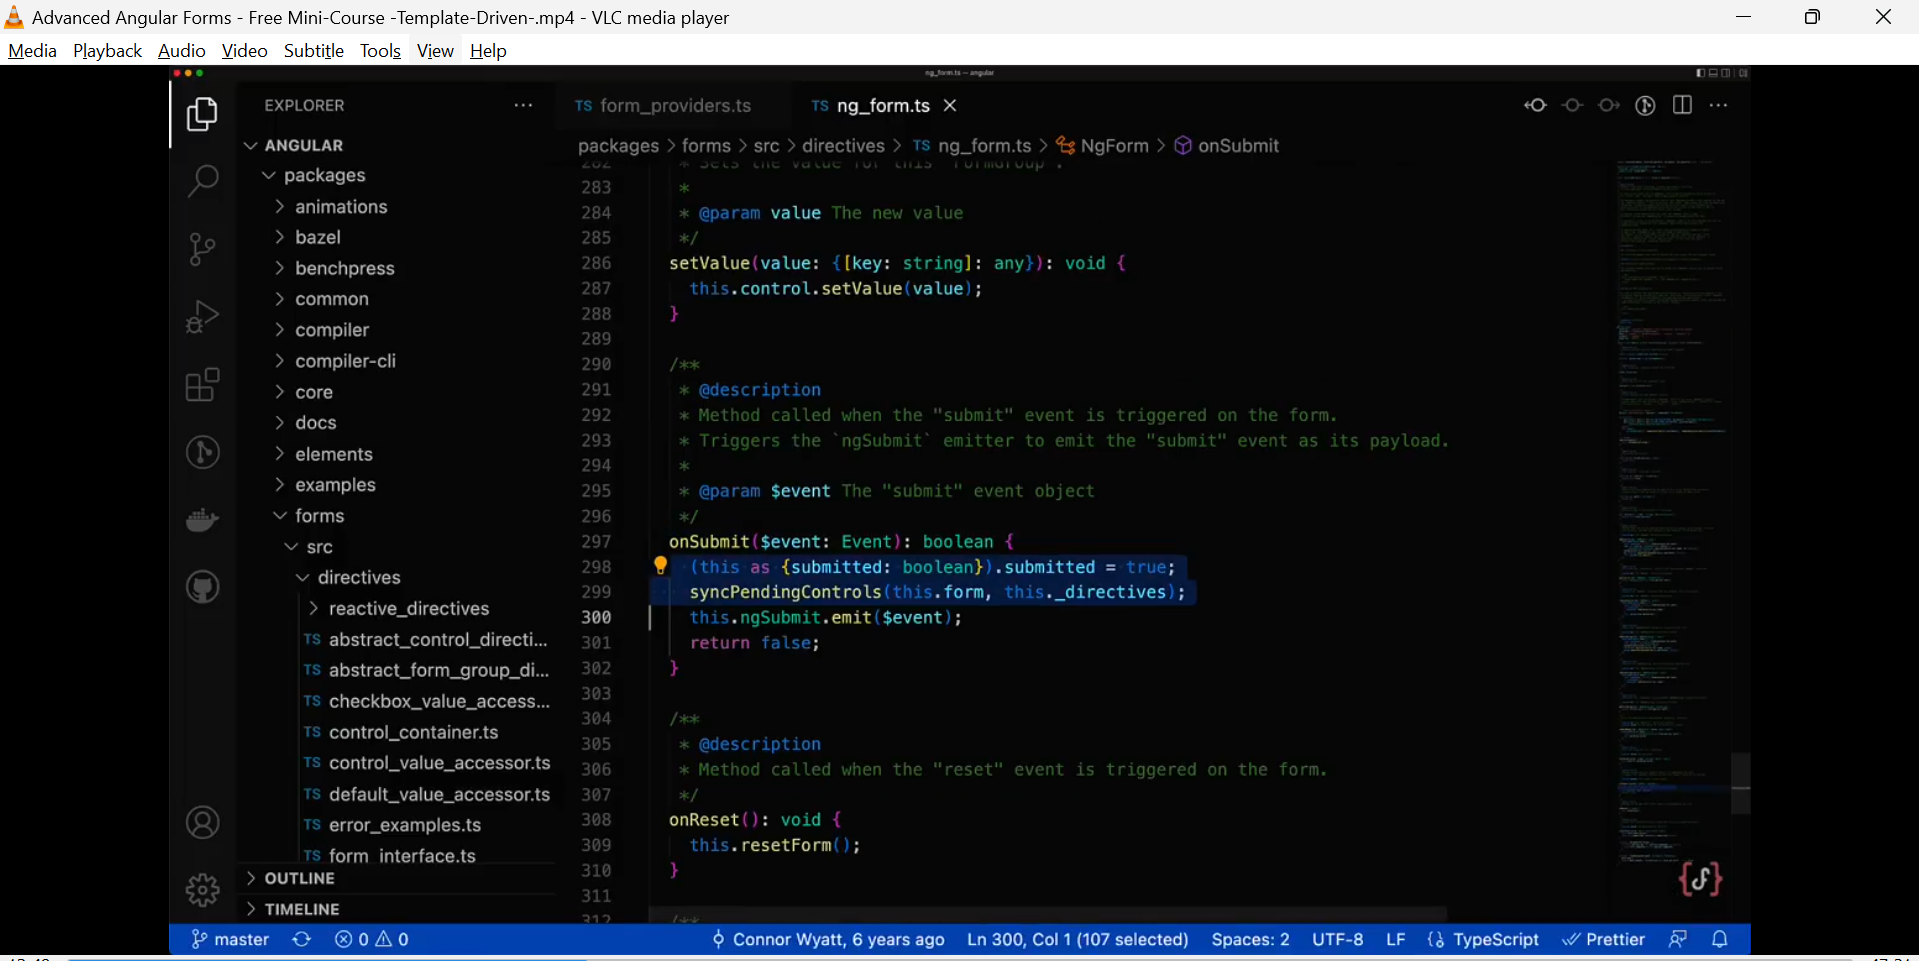 Advanced Angular Forms - Free Mini-Course -Template-Driven-.mp4 - VLC media player
Media Playback Audio Video Subtitle Tools View Help
ng_form.ts — angular
EXPLORER ...
TS form_providers.ts
TS ng_form.ts
packages > forms > src > directives > TS ng_form.ts > NgForm > onSubmit
ANGULAR
packages
animations
bazel
benchpress
common
compiler
compiler-cli
core
docs
elements
examples
forms
src
directives
reactive_directives
TS abstract_control_directi...
TS abstract_form_group_di...
TS checkbox_value_access...
TS control_container.ts
TS control_value_accessor.ts
TS default_value_accessor.ts
TS error_examples.ts
TS form_interface.ts
OUTLINE
TIMELINE
282 * Sets the value for this `FormGroup`.
283 *
284 * @param value The new value
285 */
286 setValue(value: {[key: string]: any}): void {
287 this.control.setValue(value);
288 }
289
290 /**
291 * @description
292 * Method called when the "submit" event is triggered on the form.
293 * Triggers the `ngSubmit` emitter to emit the "submit" event as its payload.
294 *
295 * @param $event The "submit" event object
296 */
297 onSubmit($event: Event): boolean {
298 (this as {submitted: boolean}).submitted = true;
299 syncPendingControls(this.form, this._directives);
300 this.ngSubmit.emit($event);
301 return false;
302 }
303
304 /**
305 * @description
306 * Method called when the "reset" event is triggered on the form.
307 */
308 onReset(): void {
309 this.resetForm();
310 }
311
312 /**
master 0 0 Connor Wyatt, 6 years ago Ln 300, Col 1 (107 selected) Spaces: 2 UTF-8 LF TypeScript Prettier